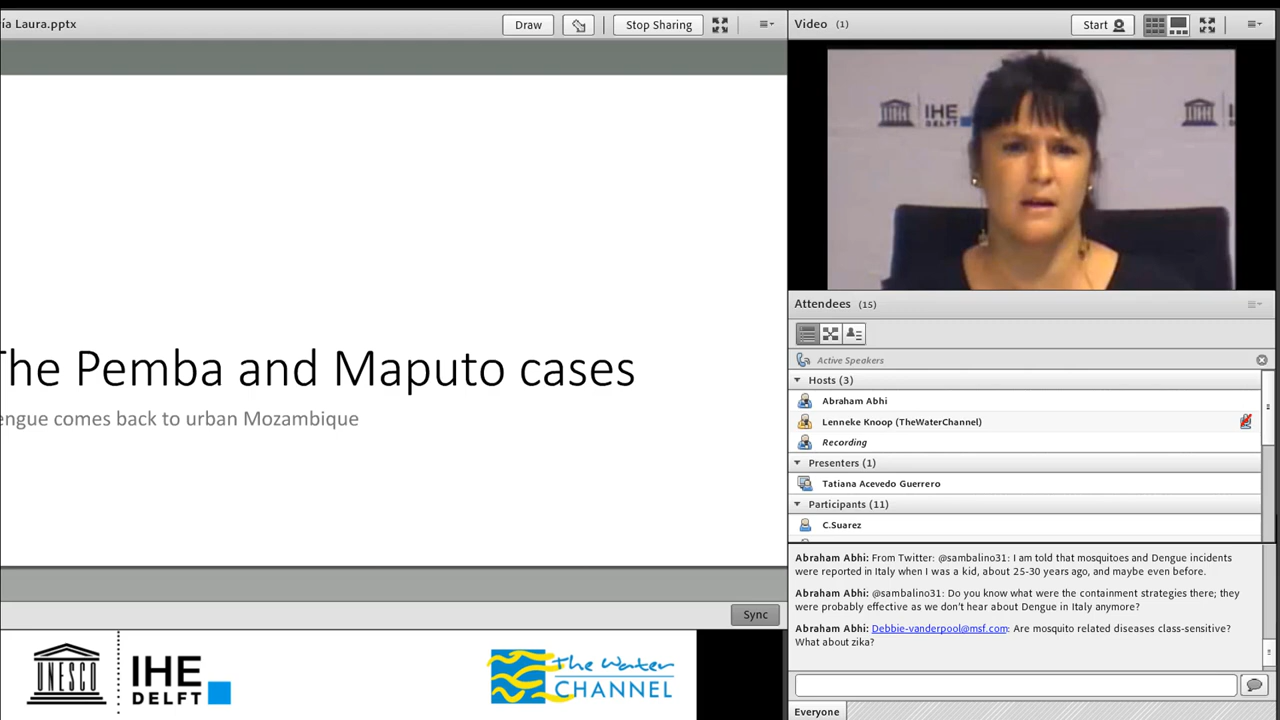 ía Laura.pptx
Draw
Stop Sharing
Video (1)
Start
IHE
DELFT
The Pemba and Maputo cases
engue comes back to urban Mozambique
Attendees (15)
Active Speakers
Hosts (3)
Abraham Abhi
Lenneke Knoop (TheWaterChannel)
Recording
Presenters (1)
Tatiana Acevedo Guerrero
Participants (11)
C.Suarez
Abraham Abhi: From Twitter: @sambalino31: I am told that mosquitoes and Dengue incidents
were reported in Italy when I was a kid, about 25-30 years ago, and maybe even before.
Abraham Abhi: @sambalino31: Do you know what were the containment strategies there; they
were probably effective as we don't hear about Dengue in Italy anymore?
Abraham Abhi: Debbie-vanderpool@msf.com: Are mosquito related diseases class-sensitive?
What about zika?
Sync
Everyone
UNESCO
IHE
DELFT
The Water
CHANNEL